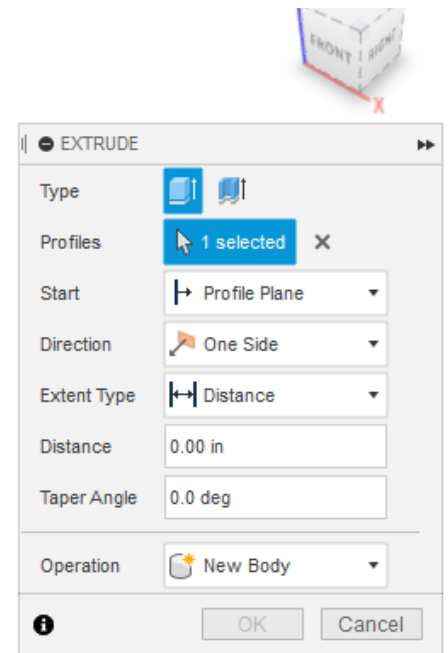 FRONT RIGHT
X
EXTRUDE
Type
Profiles 1 selected
Start Profile Plane
Direction One Side
Extent Type Distance
Distance 0.00 in
Taper Angle 0.0 deg
Operation New Body
OK Cancel